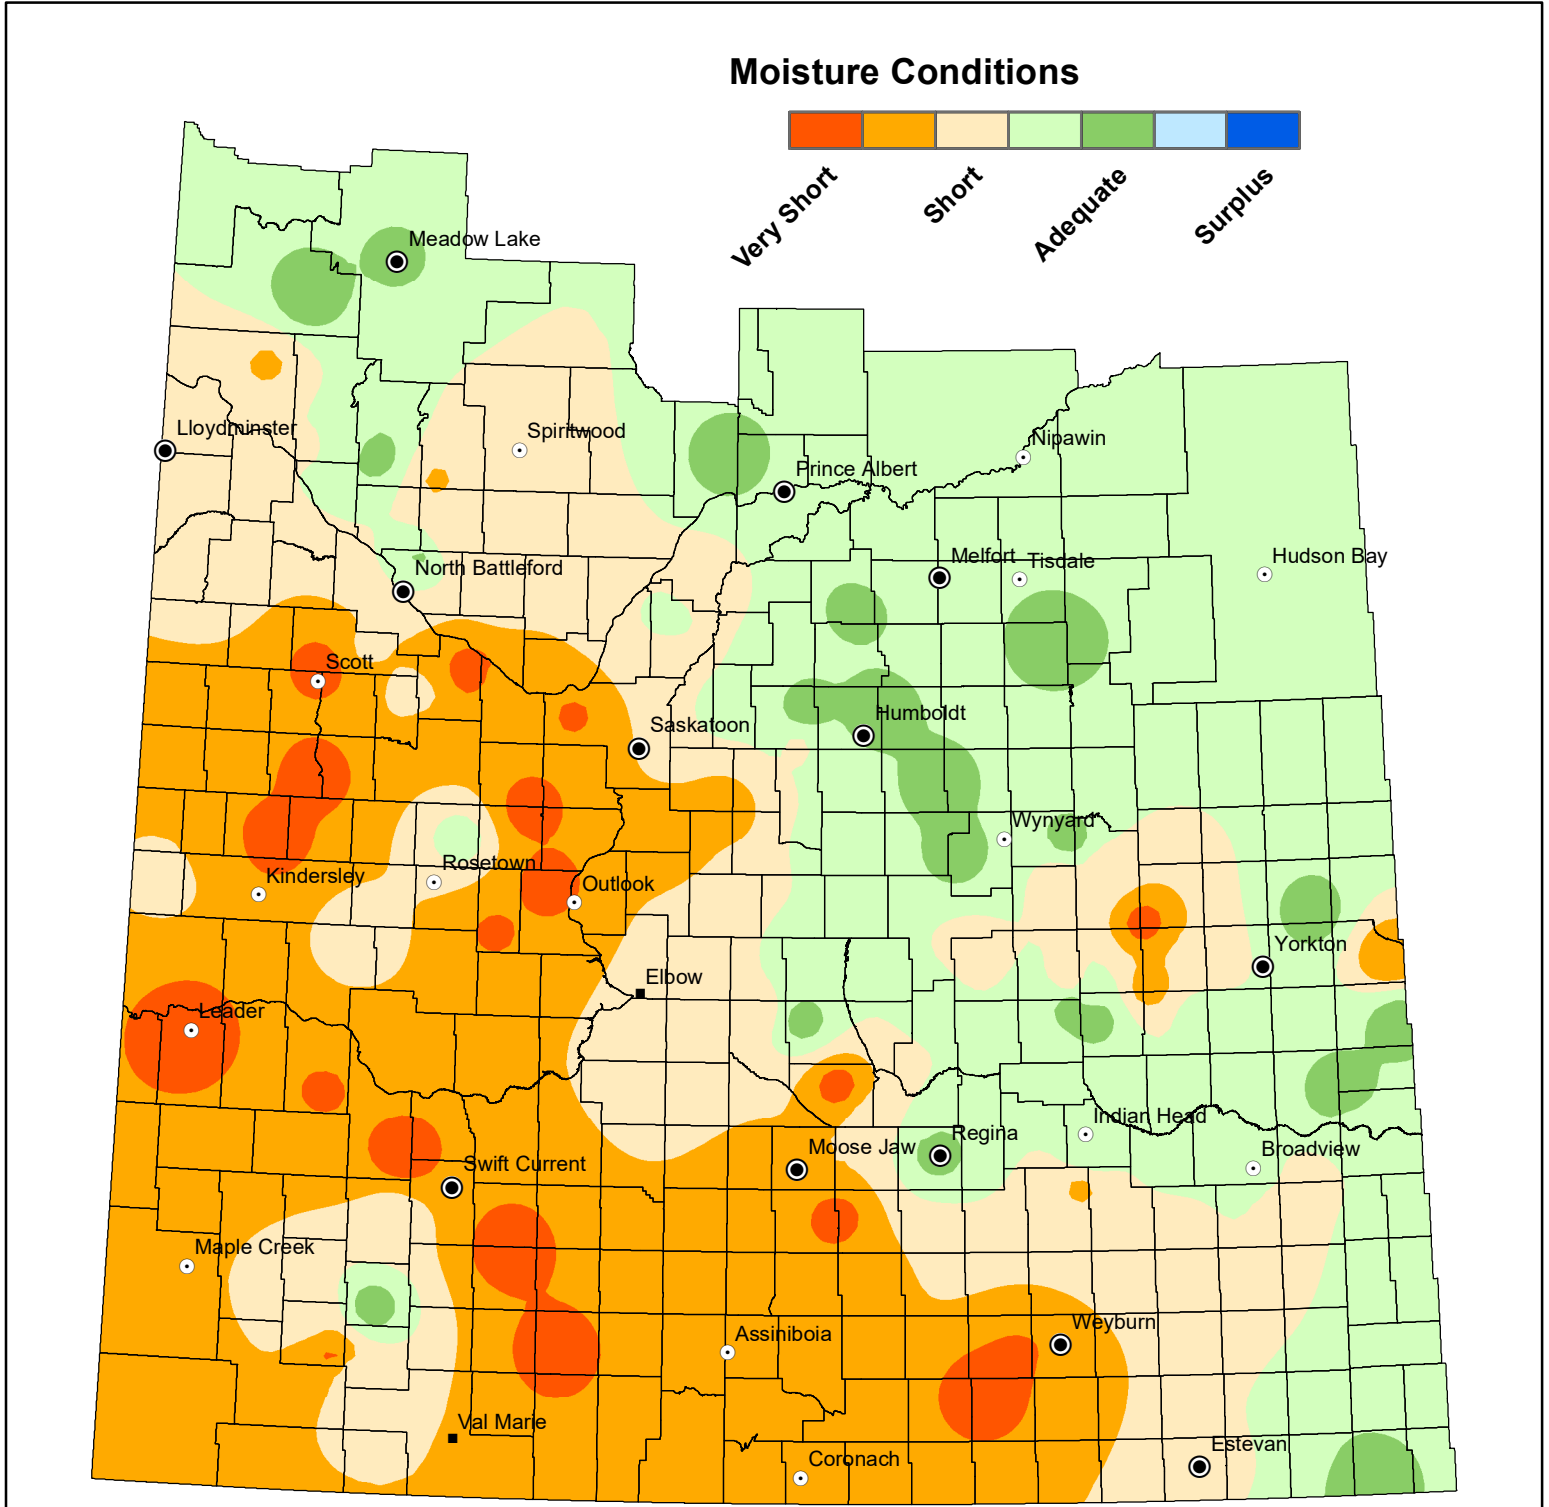 Moisture Conditions
Very Short
Short
Adequate
Surplus
Meadow Lake
Lloydminster
Spiritwood
Nipawin
Prince Albert
Melfort
Tisdale
Hudson Bay
North Battleford
Scott
Saskatoon
Humboldt
Wynyard
Rosetown
Kindersley
Outlook
Yorkton
Elbow
Leader
Indian Head
Regina
Moose Jaw
Broadview
Swift Current
Maple Creek
Weyburn
Assiniboia
Val Marie
Estevan
Coronach